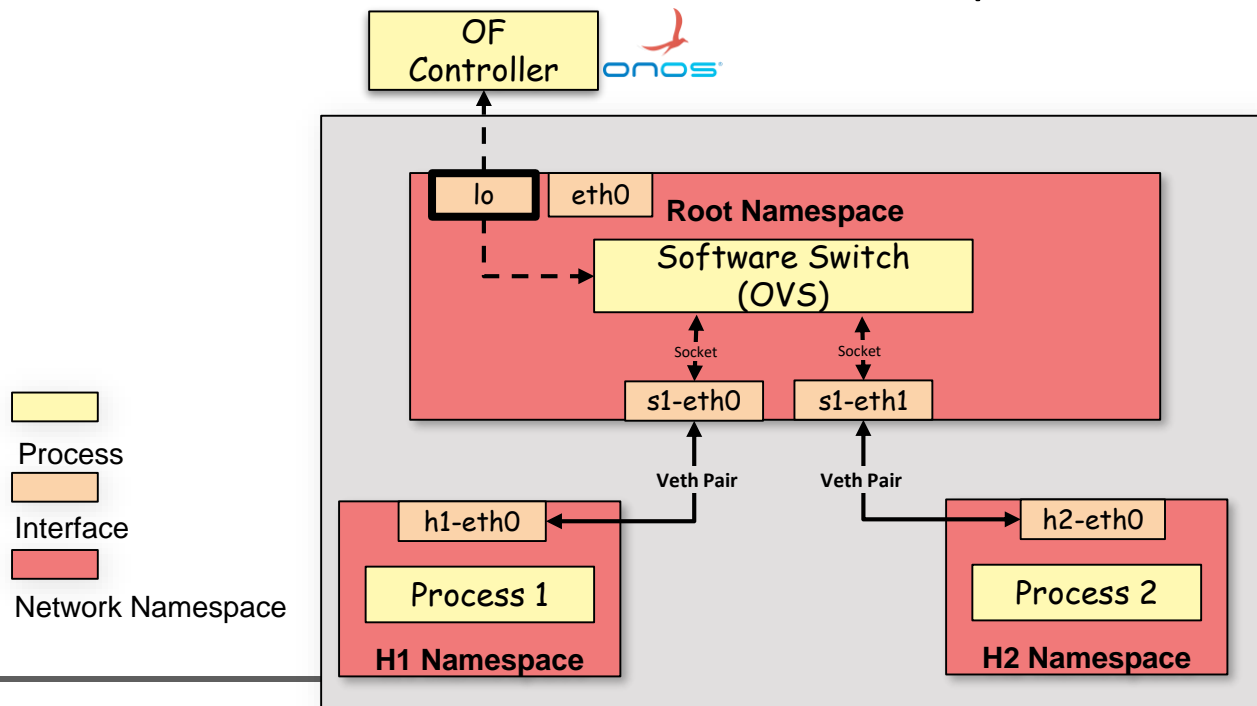 OF
Controller
onos
lo
eth0
Root Namespace
Software Switch
(OVS)
Socket
Socket
s1-eth0
s1-eth1
Veth Pair
Veth Pair
h1-eth0
h2-eth0
Process 1
Process 2
H1 Namespace
H2 Namespace
Process
Interface
Network Namespace